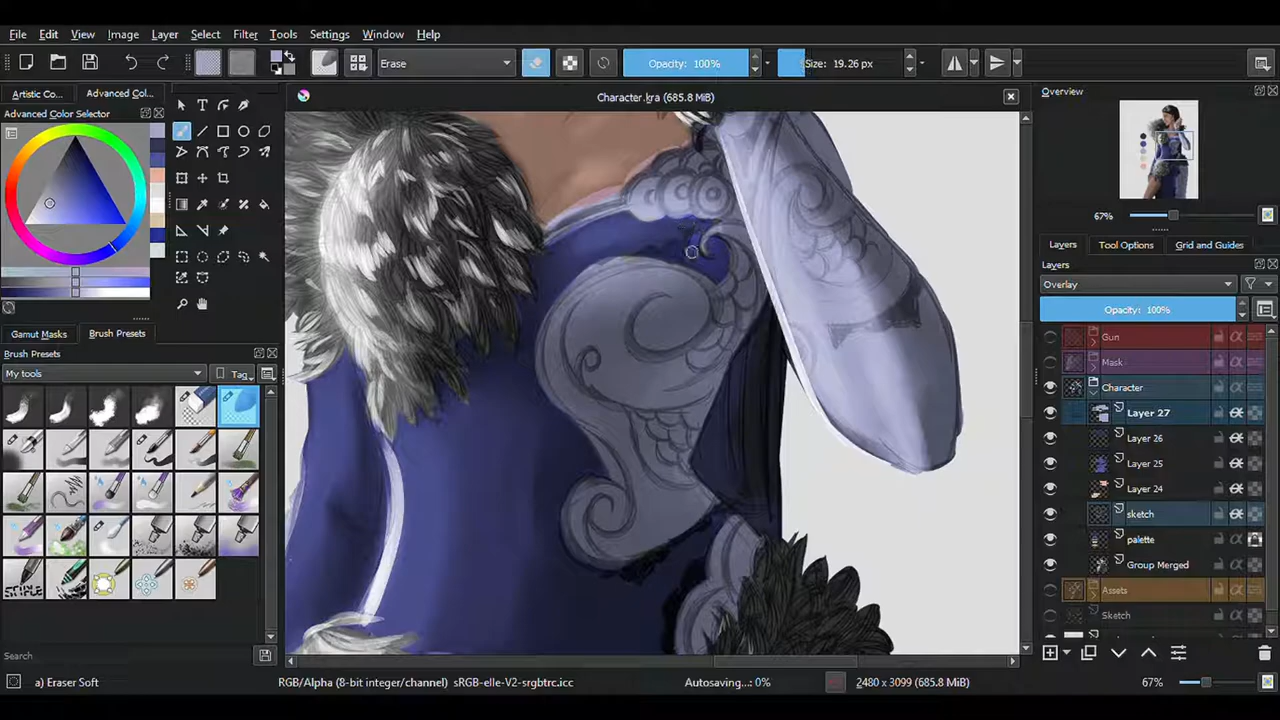 File Edit View Image Layer Select Filter Tools Settings Window Help
Erase Opacity: 100% Size: 19.26 px
Artistic Co... Advanced Col...
Advanced Color Selector
Character.kra (685.8 MiB)
Overview
67%
Layers Tool Options Grid and Guides
Layers
Overlay
Opacity: 100%
Gun
Mask
Character
Layer 27
Layer 26
Layer 25
Layer 24
sketch
palette
Group Merged
Assets
Sketch
Gamut Masks Brush Presets
Brush Presets
My tools Tag
Search
a) Eraser Soft RGB/Alpha (8-bit integer/channel) sRGB-elle-V2-srgbtrc.icc Autosaving...: 0% 2480 x 3099 (685.8 MiB) 67%